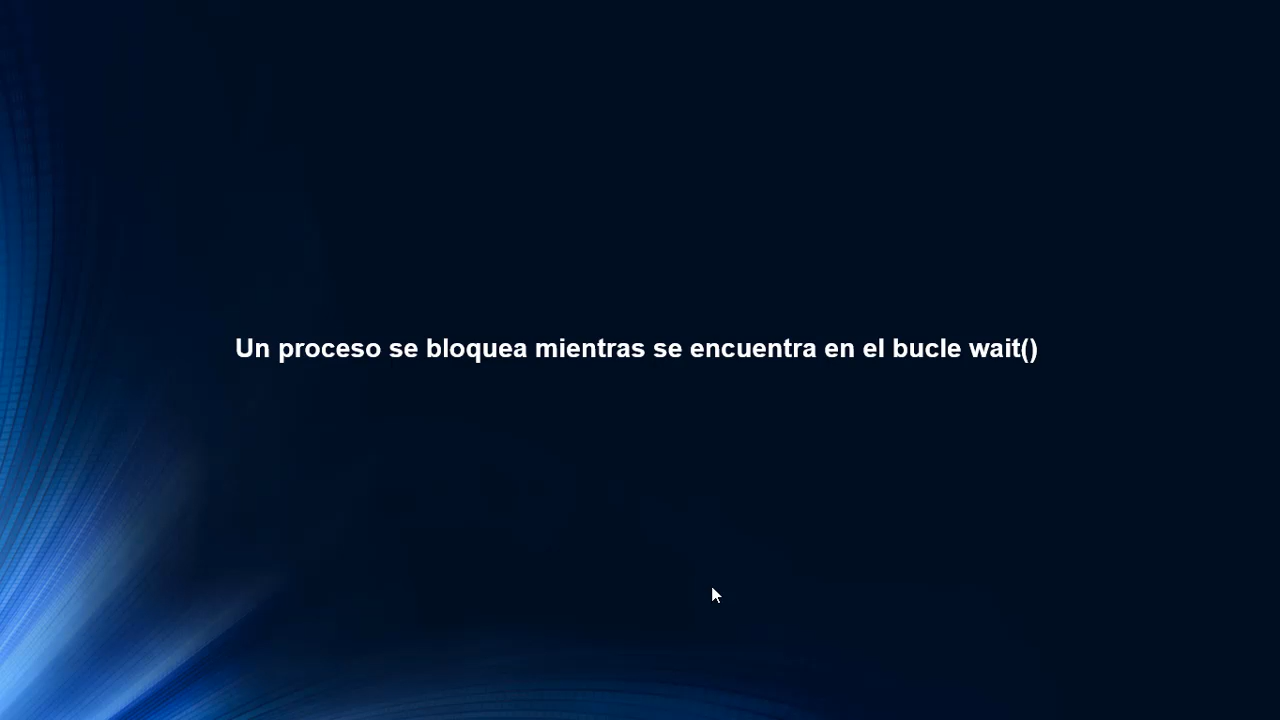 Un proceso se bloquea mientras se encuentra en el bucle wait()